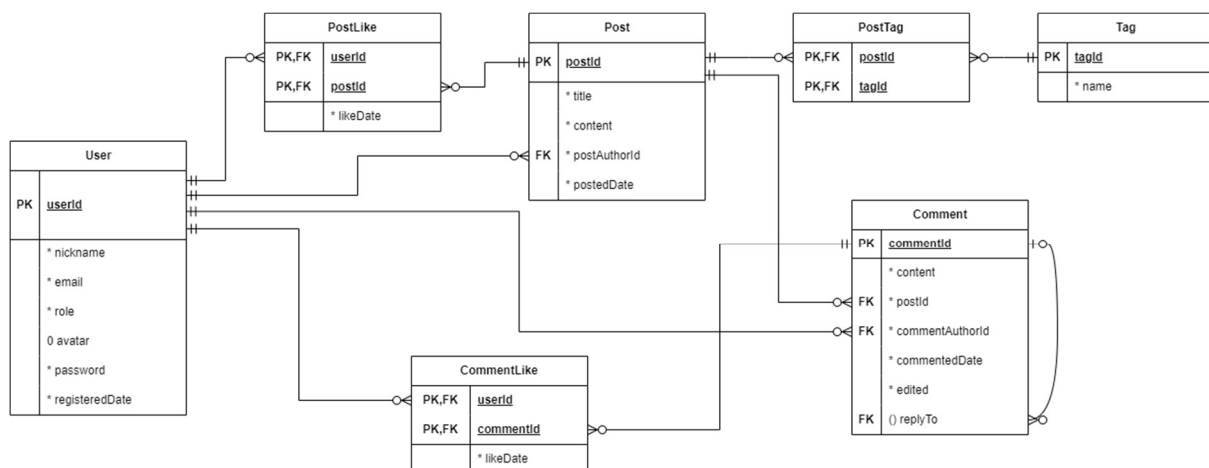 PostLike
PK,FK userId
PK,FK postId
* likeDate
Post
PK postId
* title
* content
FK * postAuthorId
* postedDate
PostTag
PK,FK postId
PK,FK tagId
Tag
PK tagId
* name
User
PK userId
* nickname
* email
* role
0 avatar
* password
* registeredDate
Comment
PK commentId
* content
FK * postId
FK * commentAuthorId
* commentedDate
* edited
FK () replyTo
CommentLike
PK,FK userId
PK,FK commentId
* likeDate